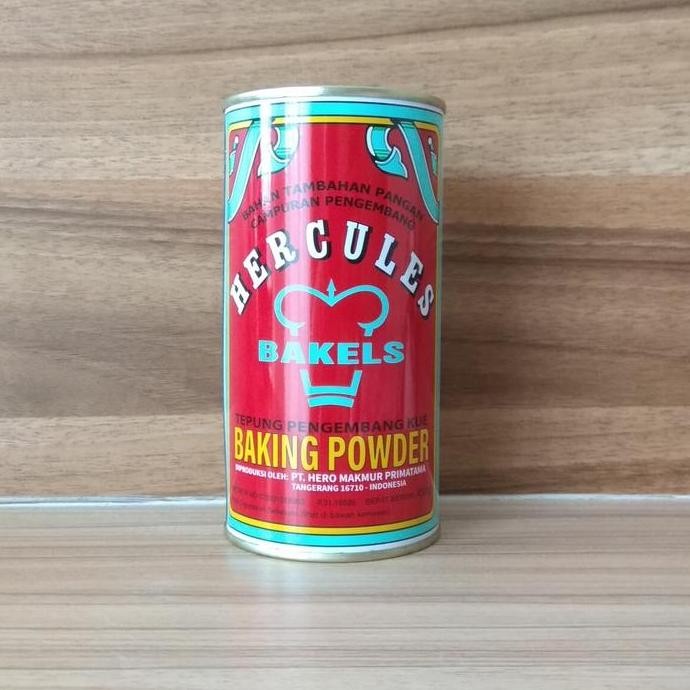 BAHAN TAMBAHAN PANGAN
CAMPURAN PENGEMBANG
HERCULES
BAKELS
TEPUNG PENGEMBANG KUE
BAKING POWDER
DIPRODUKSI OLEH: PT. HERO MAKMUR PRIMATAMA
TANGERANG 16710 - INDONESIA